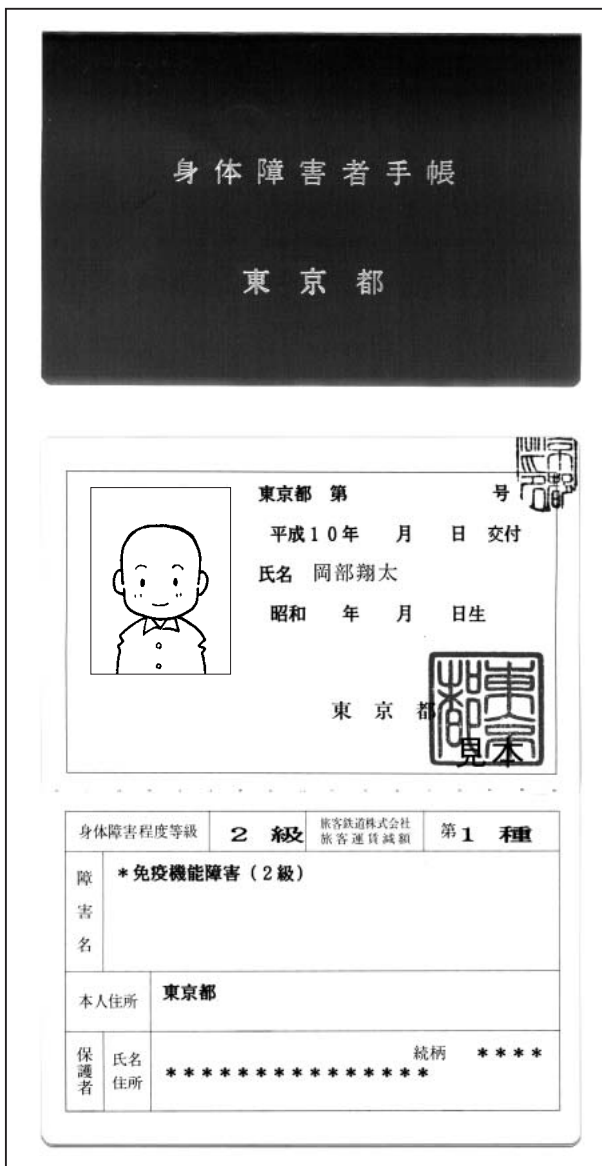 身体障害者手帳
東京都
東京都 第 号
平成10年 月 日 交付
氏名 岡部翔太
昭和 年 月 日生
東京都
見本
身体障害程度等級 2級 旅客鉄道株式会社旅客運賃減額 第1種
障害名 *免疫機能障害(2級)
本人住所 東京都
保護者 氏名 住所 続柄 ****
***************